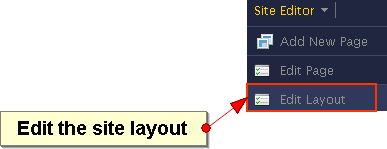 Site Editor
Add New Page
Edit Page
Edit Layout
Edit the site layout